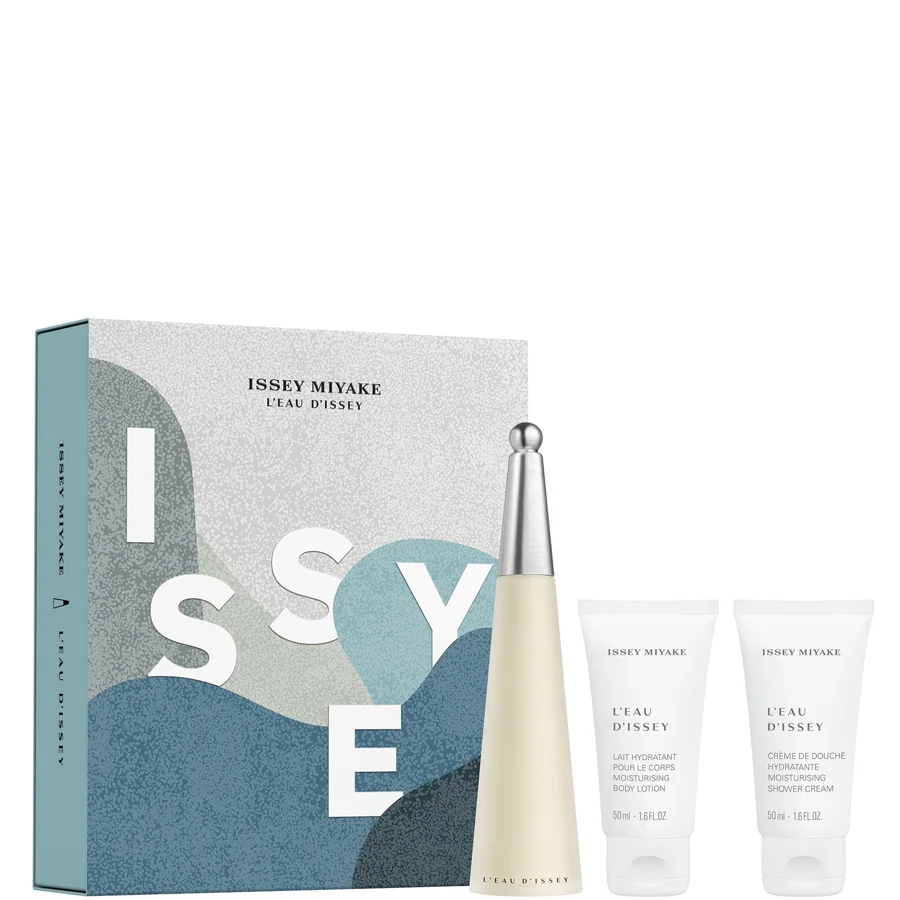 ISSEY MIYAKE
L'EAU D'ISSEY
ISSEY
ISSEY MIYAKE L'EAU D'ISSEY
L'EAU D'ISSEY
ISSEY MIYAKE
L'EAU
D'ISSEY
LAIT HYDRATANT
POUR LE CORPS
MOISTURISING
BODY LOTION
50 ml - 1.6 FL.OZ.
ISSEY MIYAKE
L'EAU
D'ISSEY
CRÈME DE DOUCHE
HYDRATANTE
MOISTURISING
SHOWER CREAM
50 ml - 1.6 FL.OZ.